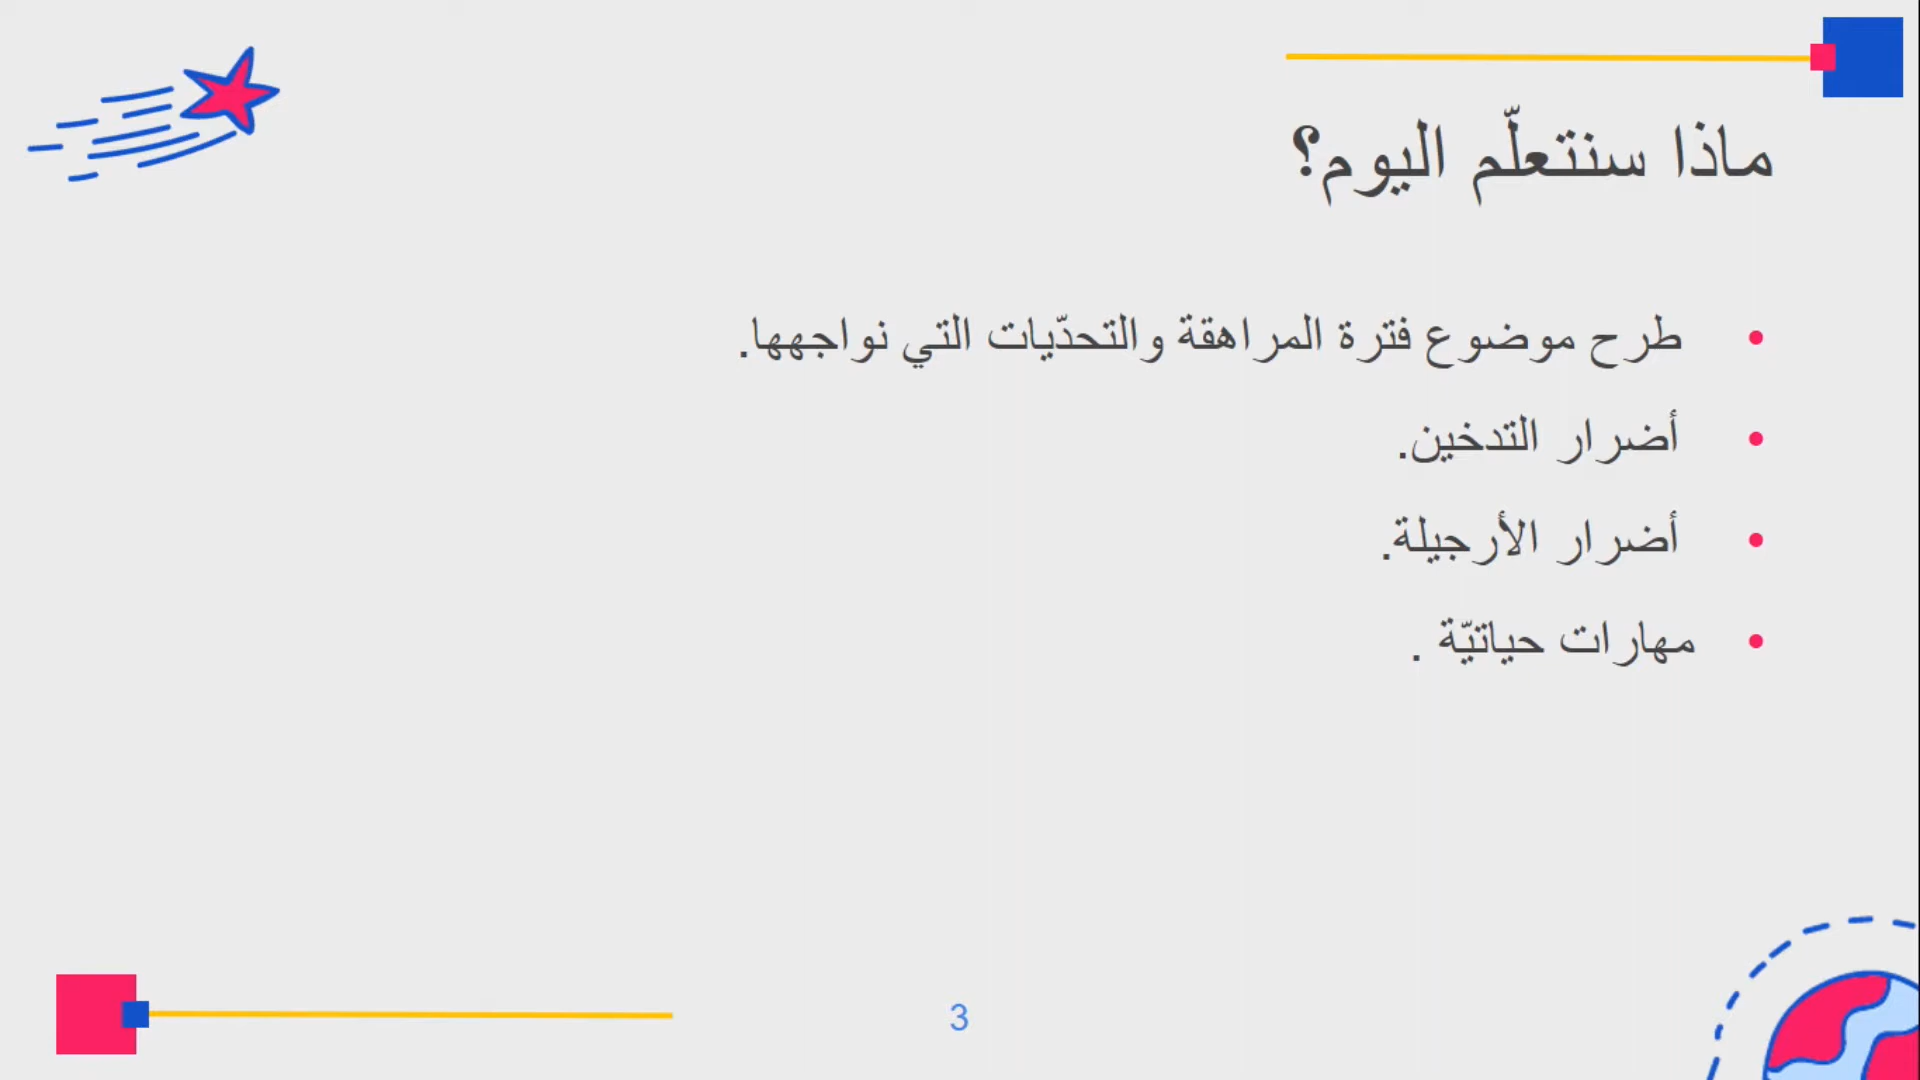 ماذا سنتعلّم اليوم؟
• طرح موضوع فترة المراهقة والتحدّيات التي نواجهها.
• أضرار التدخين.
• أضرار الأرجيلة.
• مهارات حياتيّة .
3